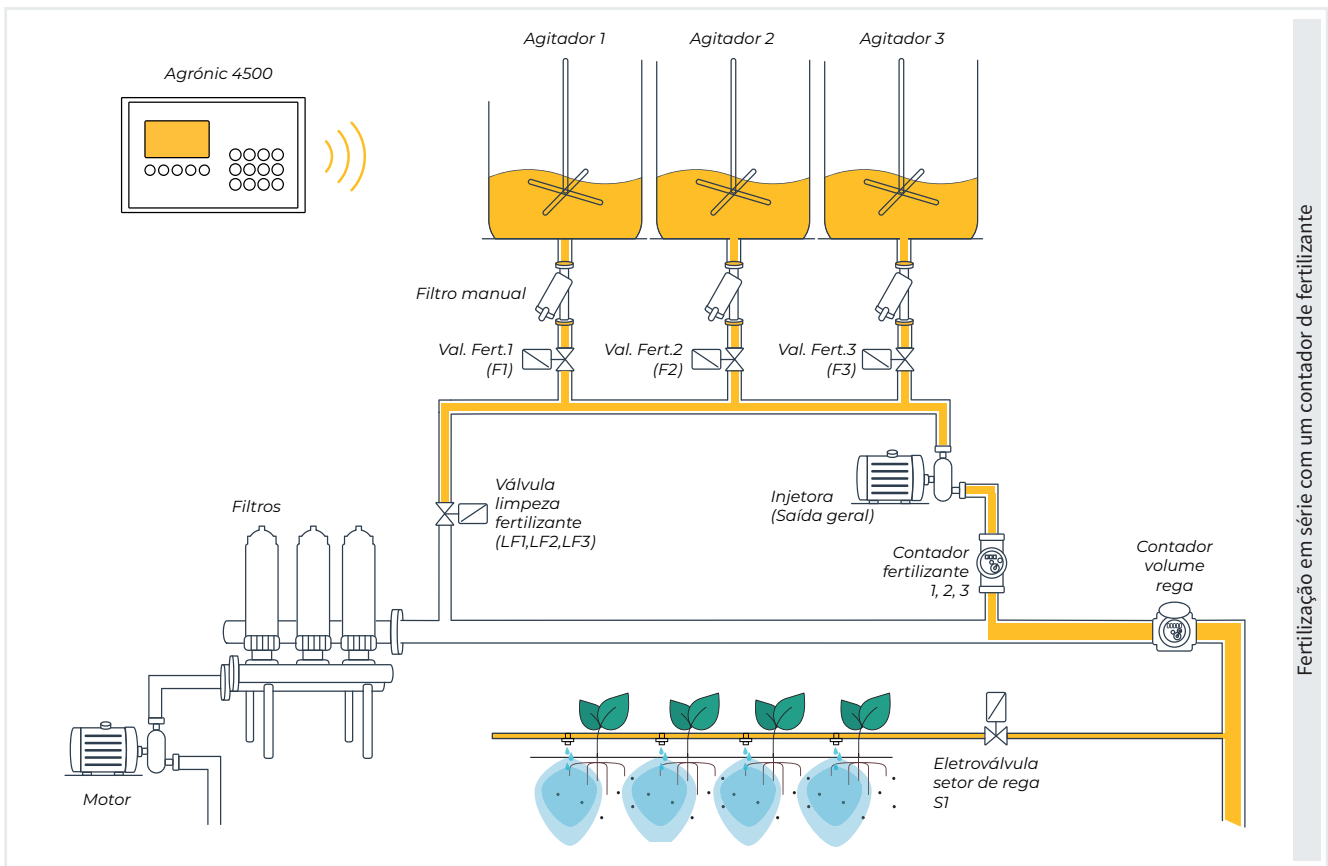 Agitador 1
Agitador 2
Agitador 3
Agrónic 4500
Filtro manual
Val. Fert.1
(F1)
Val. Fert.2
(F2)
Val. Fert.3
(F3)
Válvula
limpeza
fertilizante
(LF1,LF2,LF3)
Filtros
Injetora
(Saída geral)
Contador
fertilizante
1, 2, 3
Contador
volume
rega
Motor
Eletroválvula
setor de rega
S1
Fertilização em série com um contador de fertilizante